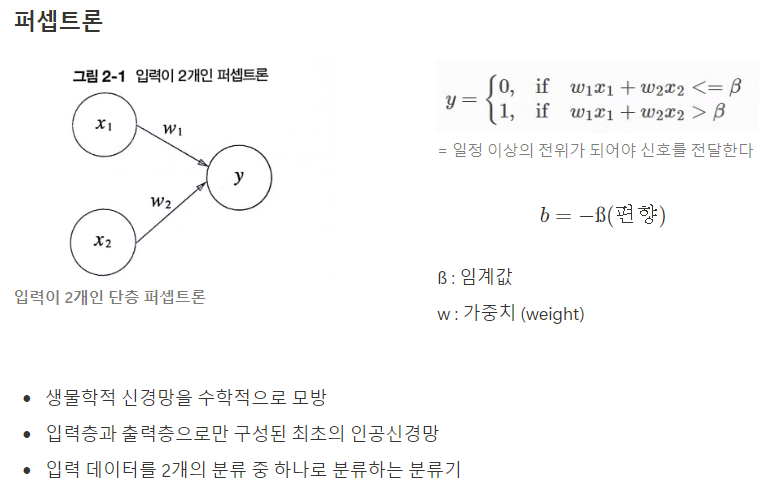 퍼셉트론
그림 2-1 입력이 2개인 퍼셉트론
x1
w1
y
w2
x2
입력이 2개인 단층 퍼셉트론
y = { 0, if w1x1 + w2x2 <= β
1, if w1x1 + w2x2 > β
= 일정 이상의 전위가 되어야 신호를 전달한다
b = −ß(편향)
ß : 임계값
w : 가중치 (weight)
• 생물학적 신경망을 수학적으로 모방
• 입력층과 출력층으로만 구성된 최초의 인공신경망
• 입력 데이터를 2개의 분류 중 하나로 분류하는 분류기